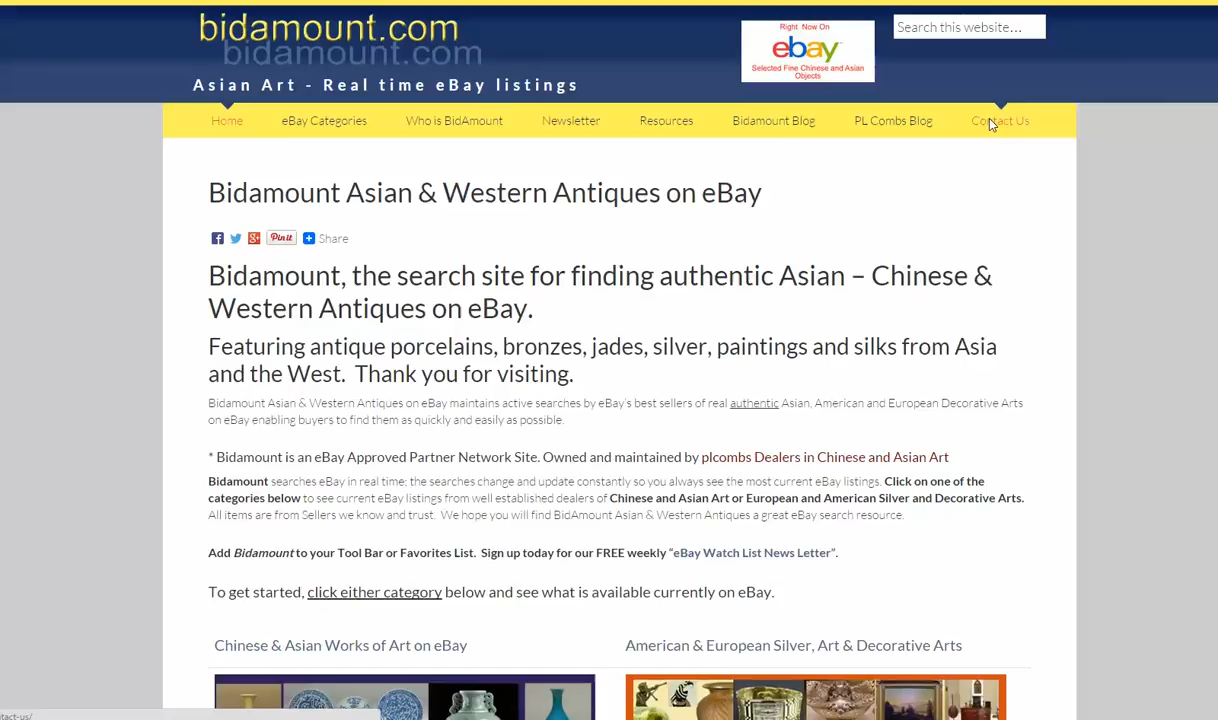 bidamount.com
bidamount.com
Asian Art - Real time eBay listings
Right Now On
ebay
Selected Fine Chinese and Asian
Objects
Search this website…
Home eBay Categories Who is BidAmount Newsletter Resources Bidamount Blog PL Combs Blog Contact Us
Bidamount Asian & Western Antiques on eBay
Pinit Share
Bidamount, the search site for finding authentic Asian – Chinese &
Western Antiques on eBay.
Featuring antique porcelains, bronzes, jades, silver, paintings and silks from Asia
and the West. Thank you for visiting.
Bidamount Asian & Western Antiques on eBay maintains active searches by eBay's best sellers of real authentic Asian, American and European Decorative Arts
on eBay enabling buyers to find them as quickly and easily as possible.
* Bidamount is an eBay Approved Partner Network Site. Owned and maintained by plcombs Dealers in Chinese and Asian Art
Bidamount searches eBay in real time; the searches change and update constantly so you always see the most current eBay listings. Click on one of the
categories below to see current eBay listings from well established dealers of Chinese and Asian Art or European and American Silver and Decorative Arts.
All items are from Sellers we know and trust. We hope you will find BidAmount Asian & Western Antiques a great eBay search resource.
Add Bidamount to your Tool Bar or Favorites List. Sign up today for our FREE weekly "eBay Watch List News Letter".
To get started, click either category below and see what is available currently on eBay.
Chinese & Asian Works of Art on eBay
American & European Silver, Art & Decorative Arts
tact-us/